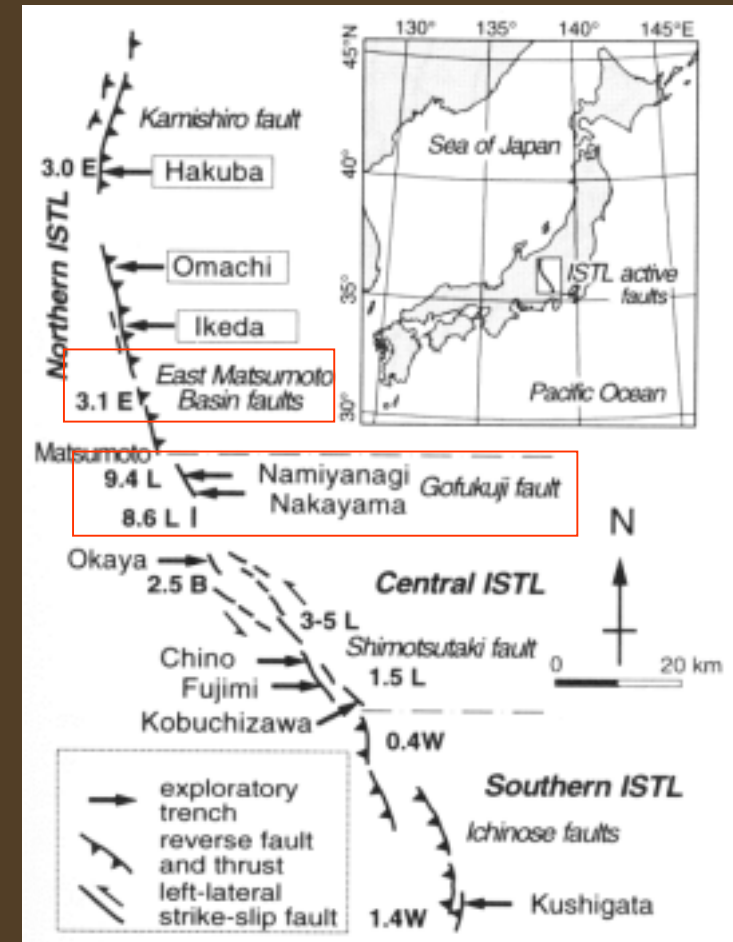 130° 135° 140° 145°E
45°N
40°
35°
30°
Sea of Japan
ISTL active
faults
Pacific Ocean
Kamishiro fault
3.0 E
Hakuba
Northern ISTL
Omachi
Ikeda
East Matsumoto
Basin faults
3.1 E
Matsumoto
9.4 L
Namiyanagi
Nakayama
Gofukuji fault
8.6 L
N
Okaya
2.5 B
Central ISTL
3-5 L
Shimotsutaki fault
1.5 L
0 20 km
Chino
Fujimi
Kobuchizawa
0.4W
Southern ISTL
Ichinose faults
Kushigata
1.4W
exploratory
trench
reverse fault
and thrust
left-lateral
strike-slip fault